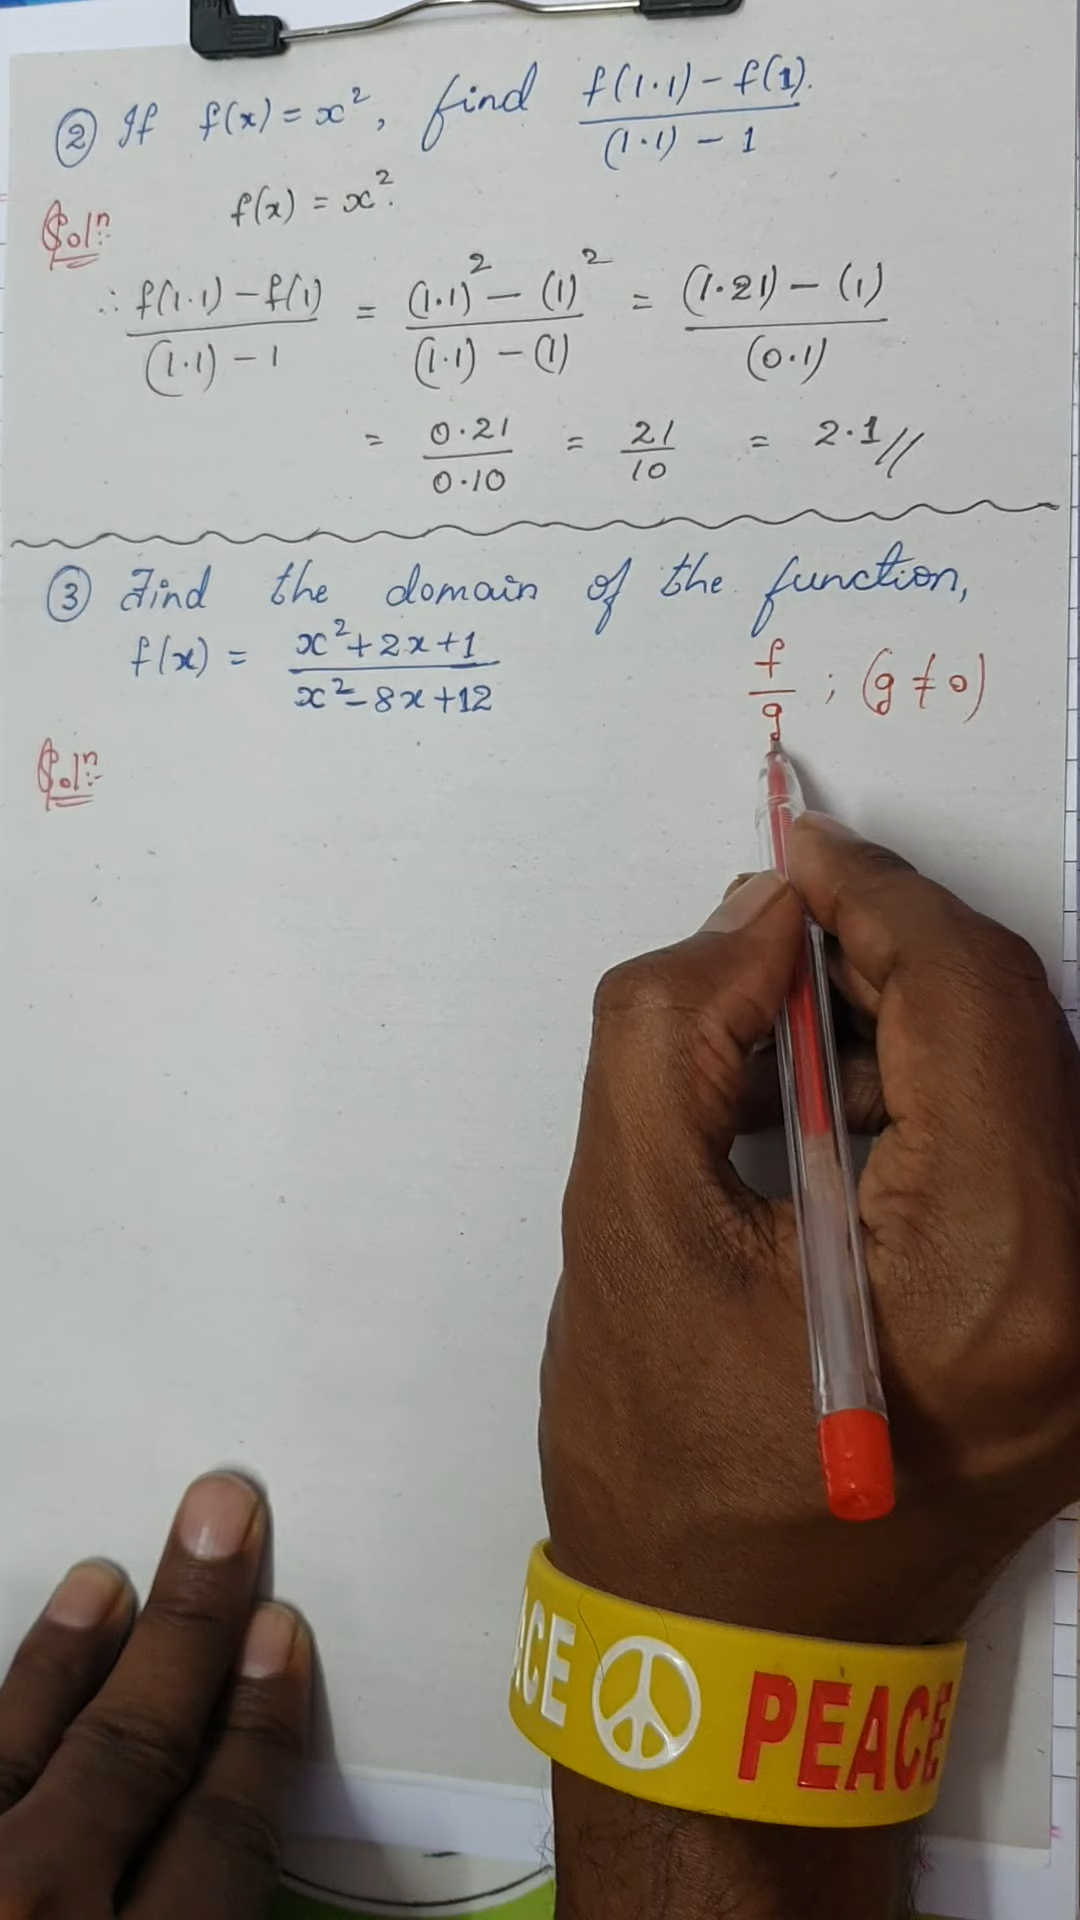 ② If f(x) = x², find f(1·1) – f(1). / (1·1) – 1
Solⁿ:
f(x) = x².
∴ f(1·1) – f(1) / (1·1) – 1 = (1·1)² – (1)² / (1·1) – (1) = (1·21) – (1) / (0·1)
= 0·21 / 0·10 = 21 / 10 = 2·1 //
③ Find the domain of the function,
f(x) = x² + 2x + 1 / x² – 8x + 12
f / g ; (g ≠ 0)
Solⁿ:-
ACE PEACE